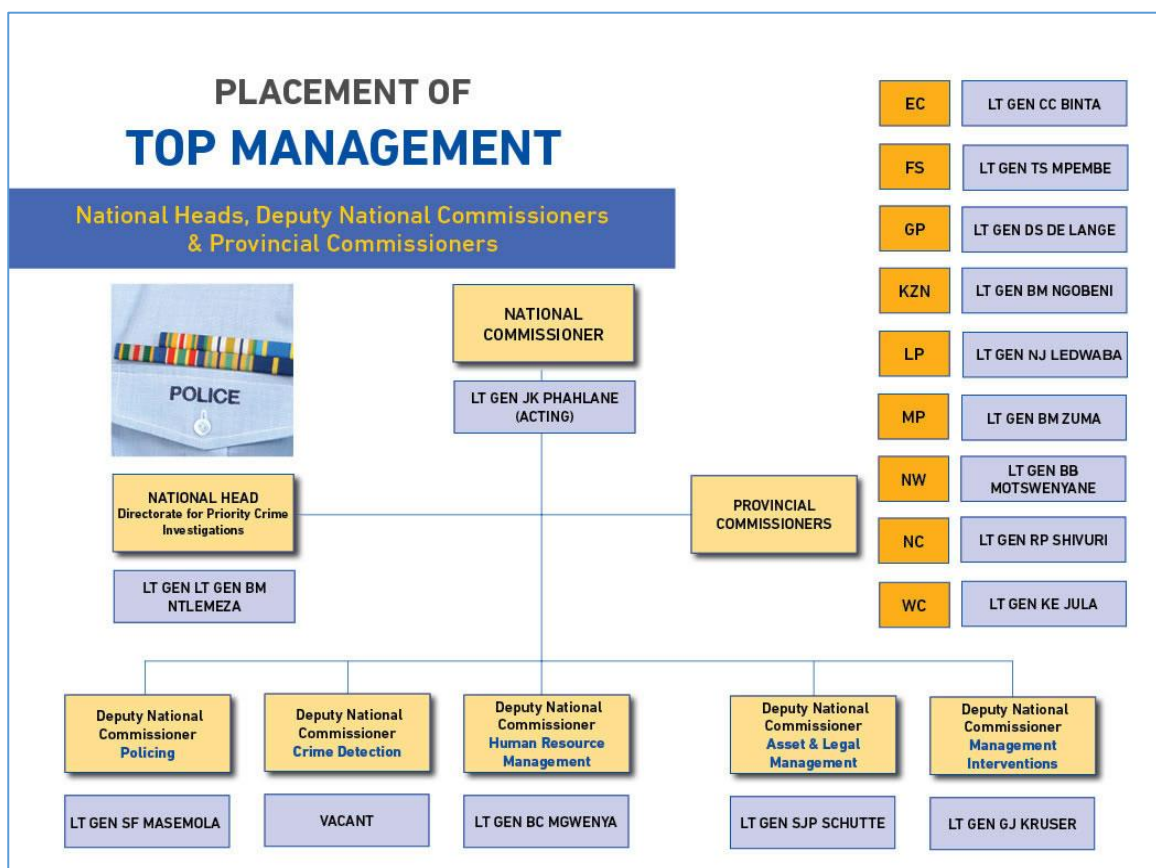 PLACEMENT OF
TOP MANAGEMENT
National Heads, Deputy National Commissioners
& Provincial Commissioners
POLICE
NATIONAL
COMMISSIONER
LT GEN JK PHAHLANE
(ACTING)
NATIONAL HEAD
Directorate for Priority Crime
Investigations
LT GEN LT GEN BM
NTLEMEZA
PROVINCIAL
COMMISSIONERS
EC
LT GEN CC BINTA
FS
LT GEN TS MPEMBE
GP
LT GEN DS DE LANGE
KZN
LT GEN BM NGOBENI
LP
LT GEN NJ LEDWABA
MP
LT GEN BM ZUMA
NW
LT GEN BB
MOTSWENYANE
NC
LT GEN RP SHIVURI
WC
LT GEN KE JULA
Deputy National
Commissioner
Policing
LT GEN SF MASEMOLA
Deputy National
Commissioner
Crime Detection
VACANT
Deputy National
Commissioner
Human Resource
Management
LT GEN BC MGWENYA
Deputy National
Commissioner
Asset & Legal
Management
LT GEN SJP SCHUTTE
Deputy National
Commissioner
Management
Interventions
LT GEN GJ KRUSER